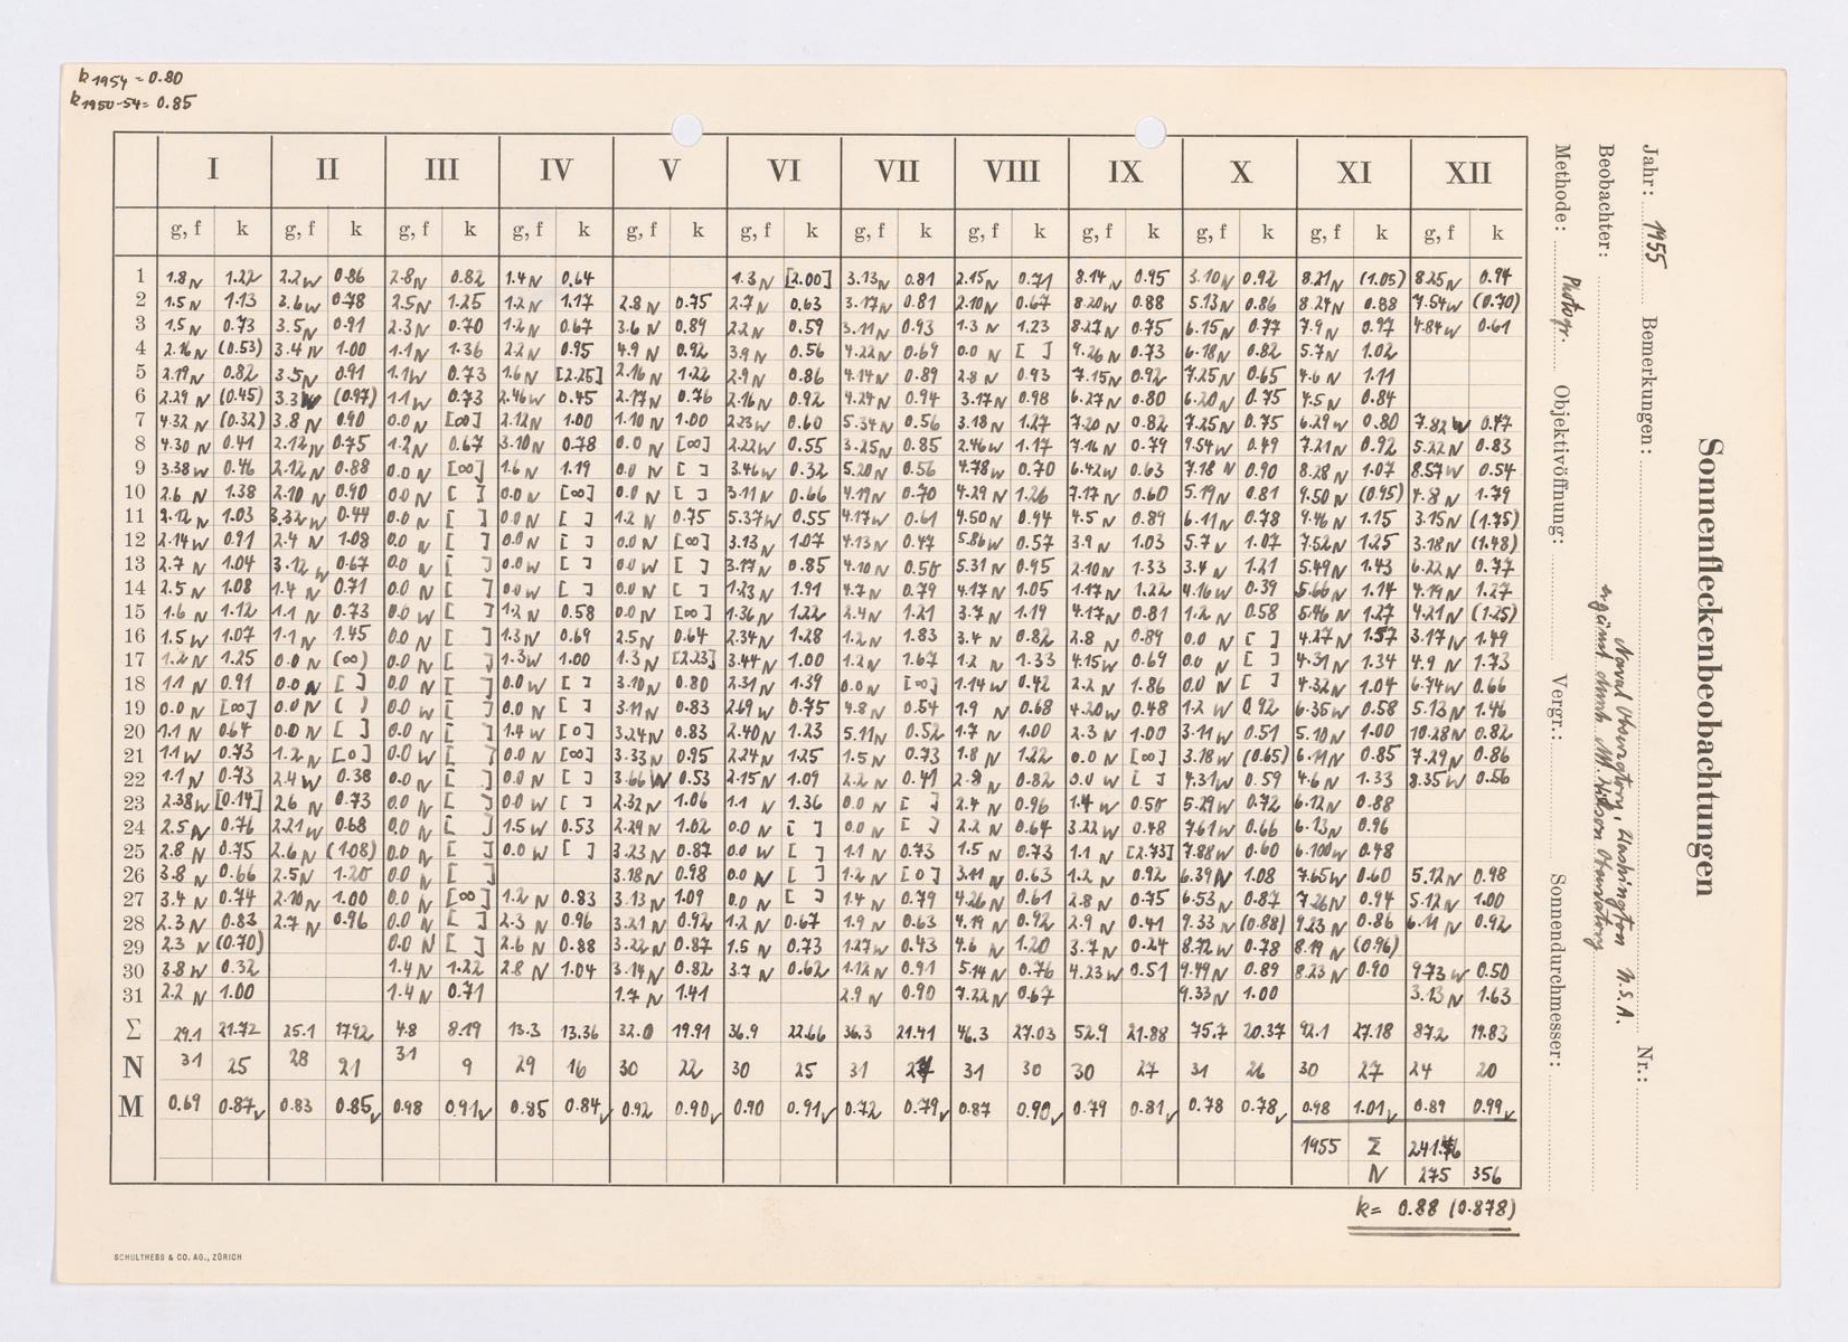 k 1954 = 0.80
k 1950-54 = 0.85
I II III IV V VI VII VIII IX X XI XII
g, f k g, f k g, f k g, f k g, f k g, f k g, f k g, f k g, f k g, f k g, f k g, f k
1 1.8 N 1.22 2.2 W 0.86 2.8 N 0.82 1.4 N 0.64 1.3 N [2.00] 3.13 N 0.81 2.15 N 0.71 8.14 N 0.95 3.10 N 0.92 8.21 N (1.05) 8.25 N 0.94
2 1.5 N 1.13 2.6 W 0.78 2.5 N 1.25 1.2 N 1.17 2.8 N 0.75 2.7 N 0.63 3.17 N 0.81 2.10 N 0.67 8.20 W 0.88 5.13 N 0.86 8.24 N 0.88 7.54 W (0.70)
3 1.5 N 0.73 3.5 N 0.91 2.3 N 0.70 1.2 N 0.67 3.6 N 0.89 2.2 N 0.59 3.11 N 0.93 1.3 N 1.23 8.27 N 0.75 6.15 N 0.77 7.9 N 0.97 4.84 W 0.61
4 2.16 N (0.53) 3.4 N 1.00 1.1 N 1.36 2.2 N 0.95 4.9 N 0.92 3.9 N 0.56 4.22 N 0.69 0.0 N [ ] 9.26 N 0.73 6.18 N 0.82 5.7 N 1.02
5 2.19 N 0.82 3.5 N 0.91 1.1 W 0.73 1.6 N [2.25] 2.16 N 1.22 2.9 N 0.86 4.14 N 0.89 2.8 N 0.93 7.15 N 0.92 7.25 N 0.65 4.6 N 1.11
6 2.29 N (0.45) 3.3 W (0.97) 1.1 W 0.73 2.46 W 0.45 2.17 N 0.76 2.16 N 0.92 4.24 N 0.94 3.17 N 0.98 6.27 N 0.80 6.20 N 0.75 4.5 N 0.84
7 4.32 N (0.32) 3.8 N 0.90 0.0 N [∞] 2.12 N 1.00 1.10 N 1.00 2.23 W 0.60 5.34 N 0.56 3.18 N 1.27 7.20 N 0.82 7.25 N 0.75 6.29 W 0.80 7.82 W 0.47
8 4.30 N 0.41 2.12 N 0.75 1.2 N 0.67 3.10 N 0.78 0.0 N [∞] 2.22 W 0.55 3.25 N 0.85 2.46 W 1.17 7.16 N 0.79 9.54 W 0.49 7.21 N 0.92 5.22 N 0.83
9 3.38 W 0.46 2.12 N 0.88 0.0 N [∞] 1.6 N 1.19 0.0 N [ ] 3.46 W 0.32 5.20 N 0.56 4.78 W 0.70 6.42 W 0.63 7.18 N 0.90 8.28 N 1.07 8.57 W 0.54
10 2.6 N 1.38 2.10 N 0.90 0.0 N [ ] 0.0 N [∞] 0.0 N [ ] 3.11 N 0.66 4.19 N 0.70 4.29 N 1.26 7.17 N 0.60 5.19 N 0.81 9.50 N (0.95) 4.8 N 1.79
11 2.12 N 1.03 3.32 W 0.44 0.0 N [ ] 0.0 N [ ] 1.2 N 0.75 5.37 W 0.55 4.17 W 0.61 4.50 N 0.94 4.5 N 0.89 6.11 N 0.78 9.46 N 1.15 3.15 N (1.75)
12 2.14 W 0.91 2.4 N 1.08 0.0 N [ ] 0.0 N [ ] 0.0 N [∞] 3.13 N 1.07 4.13 N 0.47 5.86 W 0.57 3.9 N 1.03 5.7 N 1.07 7.52 N 1.25 3.18 N (1.48)
13 2.7 N 1.04 3.12 W 0.67 0.0 N [ ] 0.0 W [ ] 0.0 W [ ] 3.17 N 0.85 4.10 N 0.50 5.31 N 0.95 2.10 N 1.33 3.4 N 1.21 5.49 N 1.43 6.22 N 0.77
14 2.5 N 1.08 1.4 N 0.71 0.0 N [ ] 0.0 W [ ] 0.0 N [ ] 1.23 N 1.91 4.7 N 0.79 4.17 N 1.05 1.17 N 1.22 4.16 W 0.39 5.66 N 1.14 4.19 N 1.27
15 1.6 N 1.12 1.1 N 0.73 0.0 W [ ] 1.2 N 0.58 0.0 N [∞] 1.36 N 1.22 2.4 N 1.21 3.7 N 1.19 4.17 N 0.81 1.2 N 0.58 5.46 N 1.27 4.21 N (1.25)
16 1.5 W 1.07 1.1 N 1.45 0.0 N [ ] 1.3 N 0.69 2.5 N 0.64 2.34 N 1.28 1.2 N 1.83 3.4 N 0.82 2.8 N 0.89 0.0 N [ ] 4.27 N 1.57 3.17 N 1.49
17 1.2 N 1.25 0.0 N (∞) 0.0 N [ ] 1.3 W 1.00 1.3 N [2.23] 3.44 N 1.00 1.2 N 1.67 1.2 N 1.33 4.15 W 0.69 0.0 N [ ] 4.31 N 1.34 4.9 N 1.73
18 1.1 N 0.91 0.0 N [ ] 0.0 N [ ] 0.0 W [ ] 3.10 N 0.80 2.31 N 1.39 0.0 N [∞] 1.14 W 0.42 2.2 N 1.86 0.0 N [ ] 4.32 N 1.04 6.74 W 0.66
19 0.0 N [∞] 0.0 N ( ) 0.0 W [ ] 0.0 N [ ] 3.11 N 0.83 2.69 W 0.75 4.8 N 0.54 1.9 N 0.68 4.20 W 0.48 1.2 W 0.92 6.35 W 0.58 5.13 N 1.46
20 1.1 N 0.64 0.0 N [ ] 0.0 N [ ] 1.4 W [0] 3.24 N 0.83 2.40 N 1.23 5.11 N 0.52 1.7 N 1.00 2.3 N 1.00 3.11 W 0.51 5.10 N 1.00 10.28 N 0.82
21 1.1 W 0.73 1.2 N [0] 0.0 W [ ] 0.0 N [∞] 3.33 N 0.95 2.24 N 1.25 1.5 N 0.73 1.8 N 1.22 0.0 N [∞] 3.18 W (0.65) 6.11 N 0.85 7.29 N 0.86
22 1.1 N 0.73 2.4 W 0.38 0.0 N [ ] 0.0 N [ ] 3.66 W 0.53 2.15 N 1.09 2.2 N 0.41 2.8 N 0.82 0.0 W [ ] 4.31 W 0.59 4.6 N 1.33 8.35 W 0.56
23 2.38 W [0.14] 2.6 N 0.73 0.0 N [ ] 0.0 W [ ] 2.32 N 1.06 1.1 N 1.36 0.0 N [ ] 2.4 N 0.96 1.4 W 0.50 5.29 W 0.72 6.12 N 0.88
24 2.5 N 0.76 2.21 W 0.68 0.0 N [ ] 1.5 W 0.53 2.29 N 1.02 0.0 N [ ] 0.0 N [ ] 2.2 N 0.64 3.22 W 0.48 7.61 W 0.66 6.13 N 0.96
25 2.8 N 0.75 2.6 N (1.08) 0.0 N [ ] 0.0 W [ ] 3.23 N 0.87 0.0 W [ ] 1.1 N 0.73 1.5 N 0.73 1.1 N [2.73] 7.88 W 0.60 6.100 W 0.48
26 3.8 N 0.66 2.5 N 1.20 0.0 N [ ] 3.18 N 0.98 0.0 N [ ] 1.2 N [0] 3.11 N 0.63 1.2 N 0.92 6.39 N 1.08 7.65 W 0.60 5.12 N 0.98
27 3.4 N 0.74 2.10 N 1.00 0.0 N [∞] 1.2 N 0.83 3.13 N 1.09 0.0 N [ ] 1.4 N 0.79 4.26 N 0.61 2.8 N 0.75 6.53 N 0.87 7.26 N 0.94 5.12 N 1.00
28 2.3 N 0.83 2.7 N 0.96 0.0 N [ ] 2.3 N 0.96 3.21 N 0.92 1.2 N 0.67 1.9 N 0.63 4.19 N 0.92 2.9 N 0.41 9.33 N (0.88) 9.23 N 0.86 6.11 N 0.92
29 2.3 N (0.70) 0.0 N [ ] 2.6 N 0.88 3.22 N 0.87 1.5 N 0.73 1.27 W 0.43 4.6 N 1.20 3.7 N 0.24 8.72 W 0.78 8.19 N (0.96)
30 3.8 W 0.32 1.4 N 1.22 2.8 N 1.04 3.14 N 0.82 3.7 N 0.62 1.12 N 0.91 5.14 N 0.76 4.23 W 0.51 9.49 N 0.89 8.23 N 0.90 9.73 W 0.50
31 2.2 N 1.00 1.4 N 0.71 1.7 N 1.41 2.9 N 0.90 7.22 N 0.67 9.33 N 1.00 3.13 N 1.63
Σ 29.1 21.72 25.1 17.92 4.8 8.19 13.3 13.36 32.0 19.91 36.9 22.66 36.3 21.41 46.3 27.03 52.9 21.88 75.7 20.37 92.1 27.18 87.2 19.83
N 31 25 28 21 31 9 29 16 30 22 30 25 31 27 31 30 30 27 31 26 30 27 24 20
M 0.69 0.87 0.83 0.85 0.98 0.91 0.85 0.84 0.92 0.90 0.90 0.91 0.72 0.79 0.87 0.90 0.79 0.81 0.78 0.78 0.98 1.01 0.89 0.99
1955 Σ
N 275 356
k = 0.88 (0.878)
SCHULTHESS & CO. AG., ZÜRICH
Sonnenfleckenbeobachtungen
Jahr: 1955 Bemerkungen: Nr.:
Naval Observatory, Washington U.S.A.
Beobachter: ergänzt durch Mt. Wilson Observatory
Methode: Photogr. Objektivöffnung: Vergr.: Sonnendurchmesser: